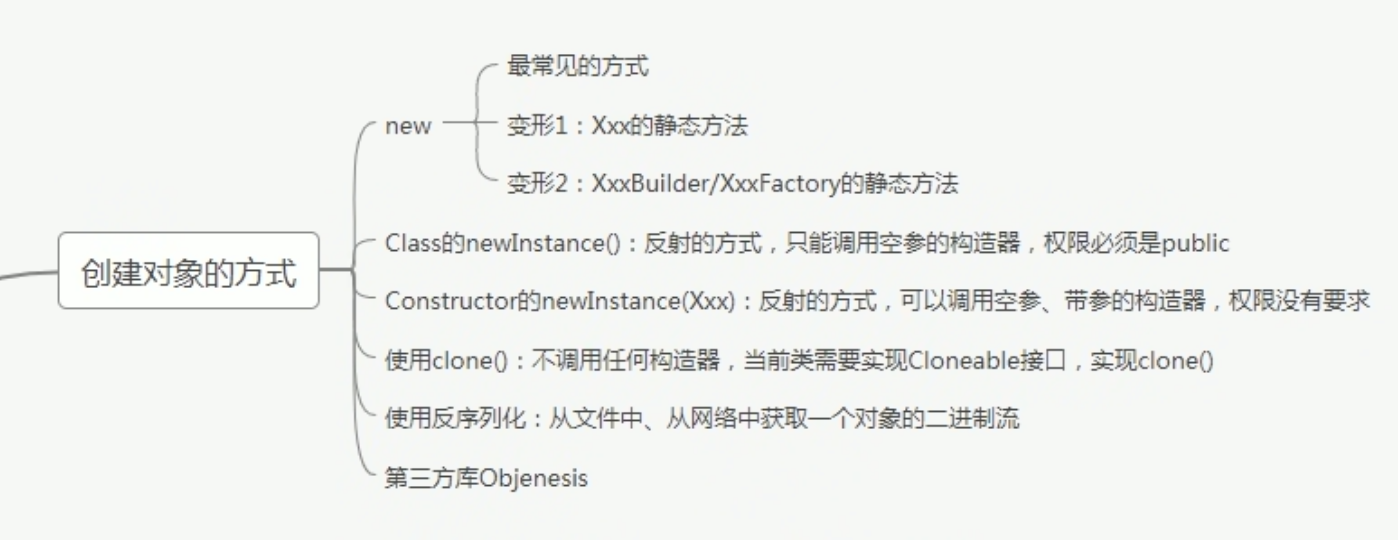 最常见的方式
new
变形1：Xxx的静态方法
变形2：XxxBuilder/XxxFactory的静态方法
创建对象的方式
Class的newInstance()：反射的方式，只能调用空参的构造器，权限必须是public
Constructor的newInstance(Xxx)：反射的方式，可以调用空参、带参的构造器，权限没有要求
使用clone()：不调用任何构造器，当前类需要实现Cloneable接口，实现clone()
使用反序列化：从文件中、从网络中获取一个对象的二进制流
第三方库Objenesis